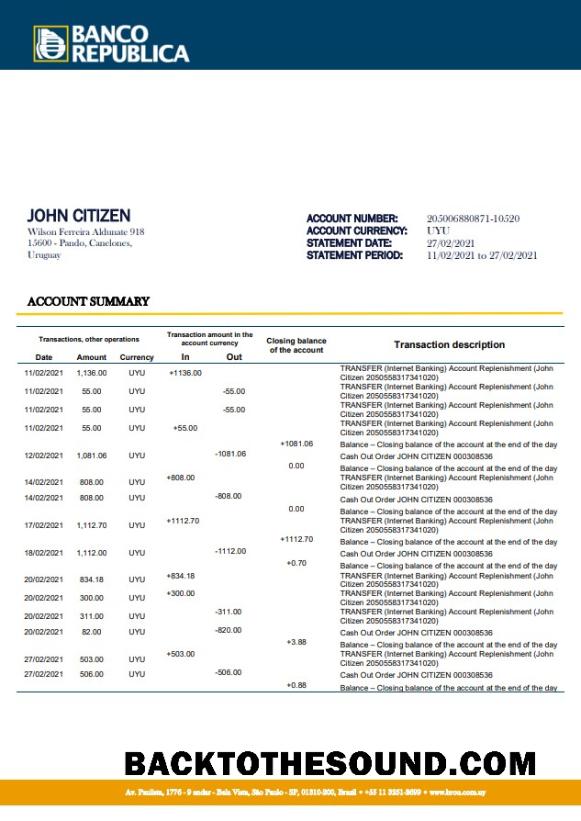 BANCO
REPUBLICA
JOHN CITIZEN
Wilson Ferreira Aldunate 918
15600 - Pando, Canelones,
Uruguay
ACCOUNT NUMBER: 205006880871-10520
ACCOUNT CURRENCY: UYU
STATEMENT DATE: 27/02/2021
STATEMENT PERIOD: 11/02/2021 to 27/02/2021
ACCOUNT SUMMARY
Transactions, other operations
Transaction amount in the
account currency
Closing balance
of the account
Transaction description
Date Amount Currency In Out
11/02/2021 1,136.00 UYU +1136.00 TRANSFER (Internet Banking) Account Replenishment (John
Citizen 2050558317341020)
11/02/2021 55.00 UYU -55.00 TRANSFER (Internet Banking) Account Replenishment (John
Citizen 2050558317341020)
11/02/2021 55.00 UYU -55.00 TRANSFER (Internet Banking) Account Replenishment (John
Citizen 2050558317341020)
11/02/2021 55.00 UYU +55.00 TRANSFER (Internet Banking) Account Replenishment (John
Citizen 2050558317341020)
+1081.06 Balance – Closing balance of the account at the end of the day
12/02/2021 1,081.06 UYU -1081.06 Cash Out Order JOHN CITIZEN 000308536
0.00 Balance – Closing balance of the account at the end of the day
14/02/2021 808.00 UYU +808.00 TRANSFER (Internet Banking) Account Replenishment (John
Citizen 2050558317341020)
14/02/2021 808.00 UYU -808.00 Cash Out Order JOHN CITIZEN 000308536
0.00 Balance – Closing balance of the account at the end of the day
17/02/2021 1,112.70 UYU +1112.70 TRANSFER (Internet Banking) Account Replenishment (John
Citizen 2050558317341020)
+1112.70 Balance – Closing balance of the account at the end of the day
18/02/2021 1,112.00 UYU -1112.00 Cash Out Order JOHN CITIZEN 000308536
+0.70 Balance – Closing balance of the account at the end of the day
20/02/2021 834.18 UYU +834.18 TRANSFER (Internet Banking) Account Replenishment (John
Citizen 2050558317341020)
20/02/2021 300.00 UYU +300.00 TRANSFER (Internet Banking) Account Replenishment (John
Citizen 2050558317341020)
20/02/2021 311.00 UYU -311.00 TRANSFER (Internet Banking) Account Replenishment (John
Citizen 2050558317341020)
20/02/2021 82.00 UYU -820.00 Cash Out Order JOHN CITIZEN 000308536
+3.88 Balance – Closing balance of the account at the end of the day
27/02/2021 503.00 UYU +503.00 TRANSFER (Internet Banking) Account Replenishment (John
Citizen 2050558317341020)
27/02/2021 506.00 UYU -506.00 Cash Out Order JOHN CITIZEN 000308536
+0.88 Balance – Closing balance of the account at the end of the day
BACKTOTHESOUND.COM
Av. Paulista, 1776 - 9 andar - Bela Vista, São Paulo - SP, 01310-200, Brazil • +55 11 3251-3699 • www.brou.com.uy